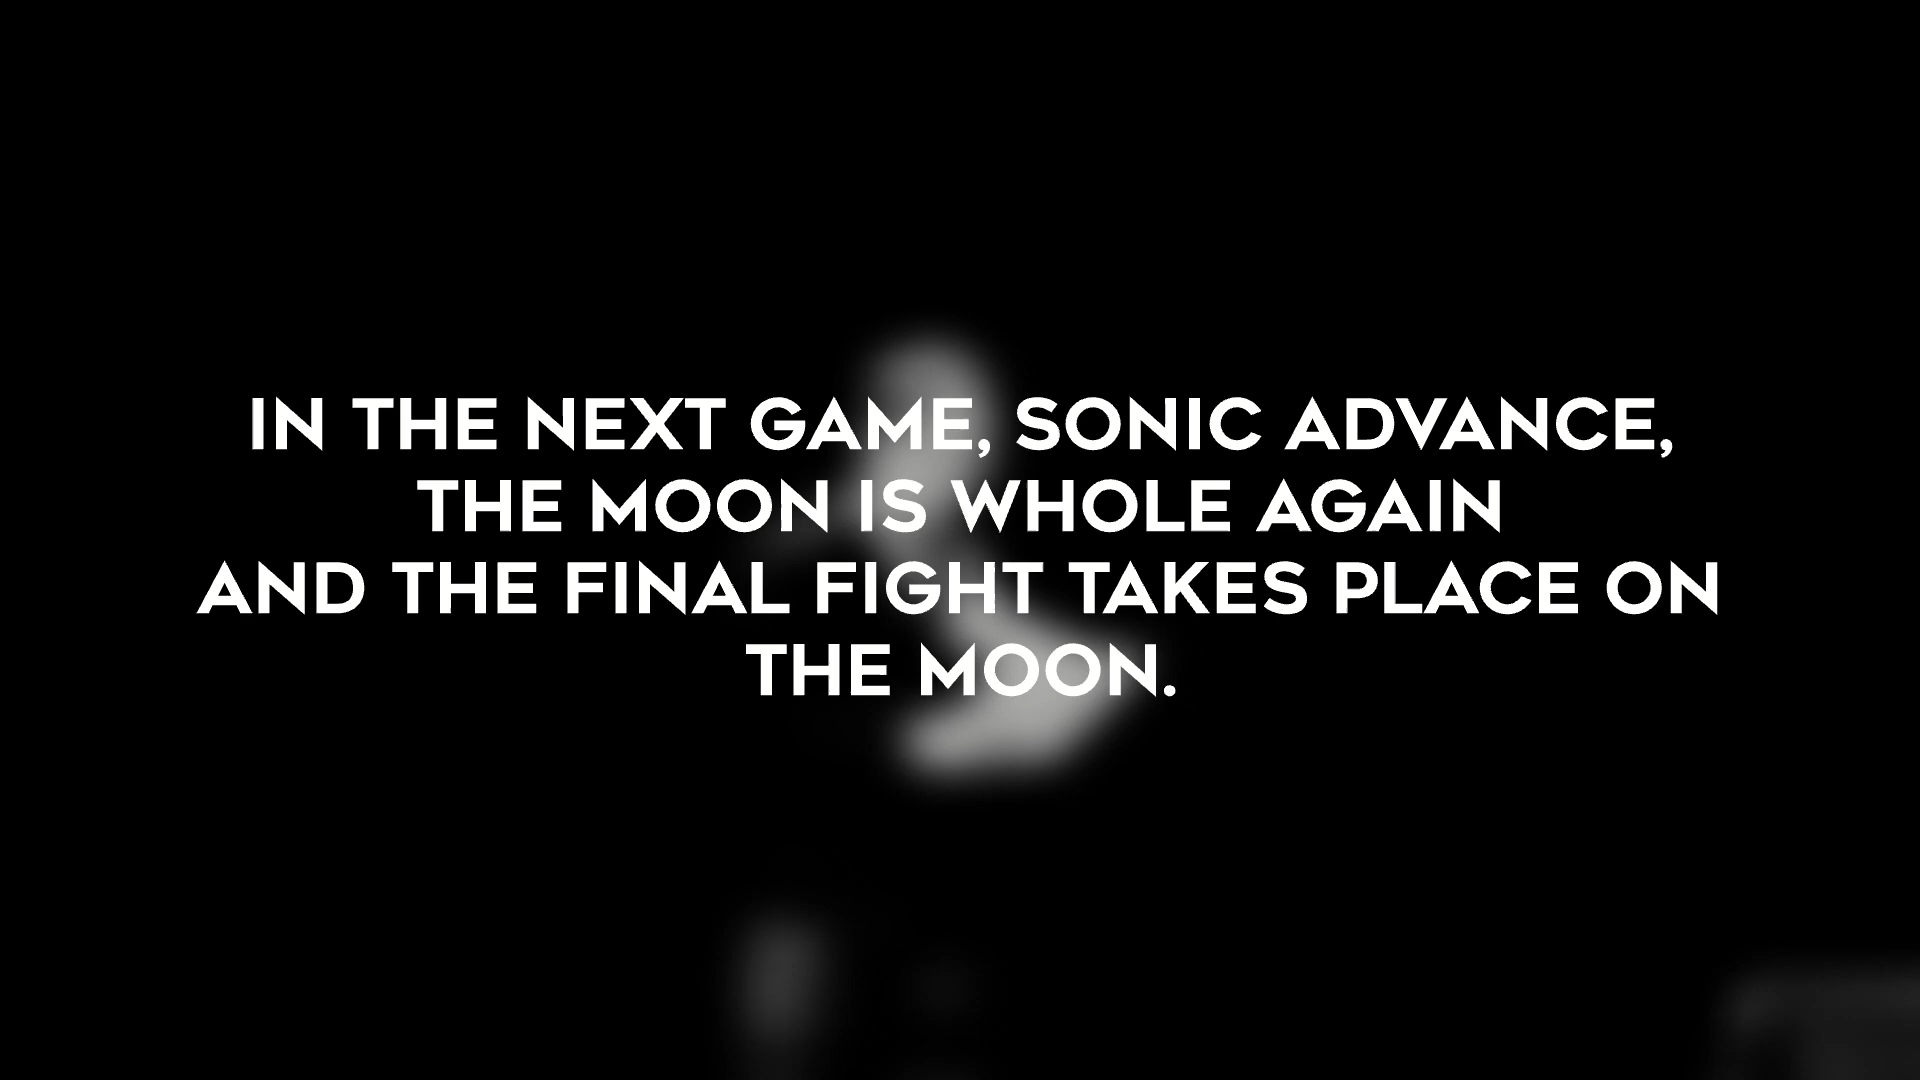 IN THE NEXT GAME, SONIC ADVANCE,
THE MOON IS WHOLE AGAIN
AND THE FINAL FIGHT TAKES PLACE ON
THE MOON.